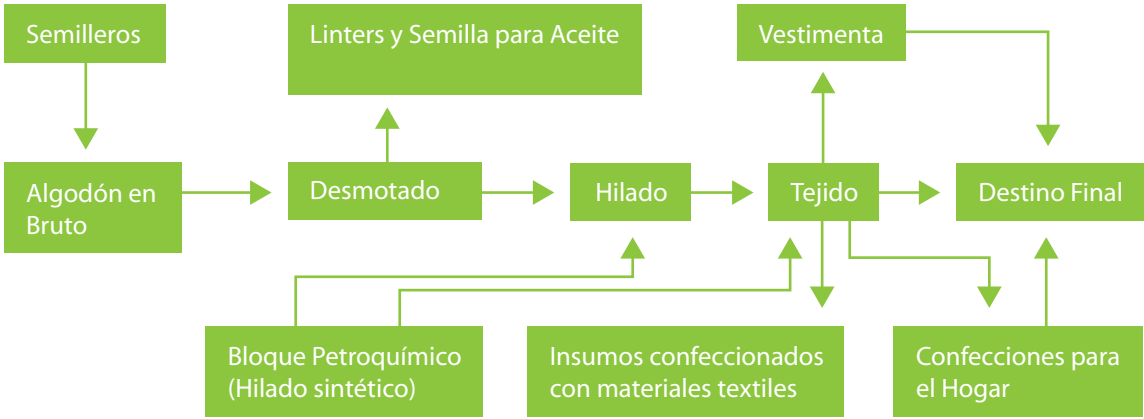 Semilleros
Linters y Semilla para Aceite
Vestimenta
Algodón en
Bruto
Desmotado
Hilado
Tejido
Destino Final
Bloque Petroquímico
(Hilado sintético)
Insumos confeccionados
con materiales textiles
Confecciones para
el Hogar